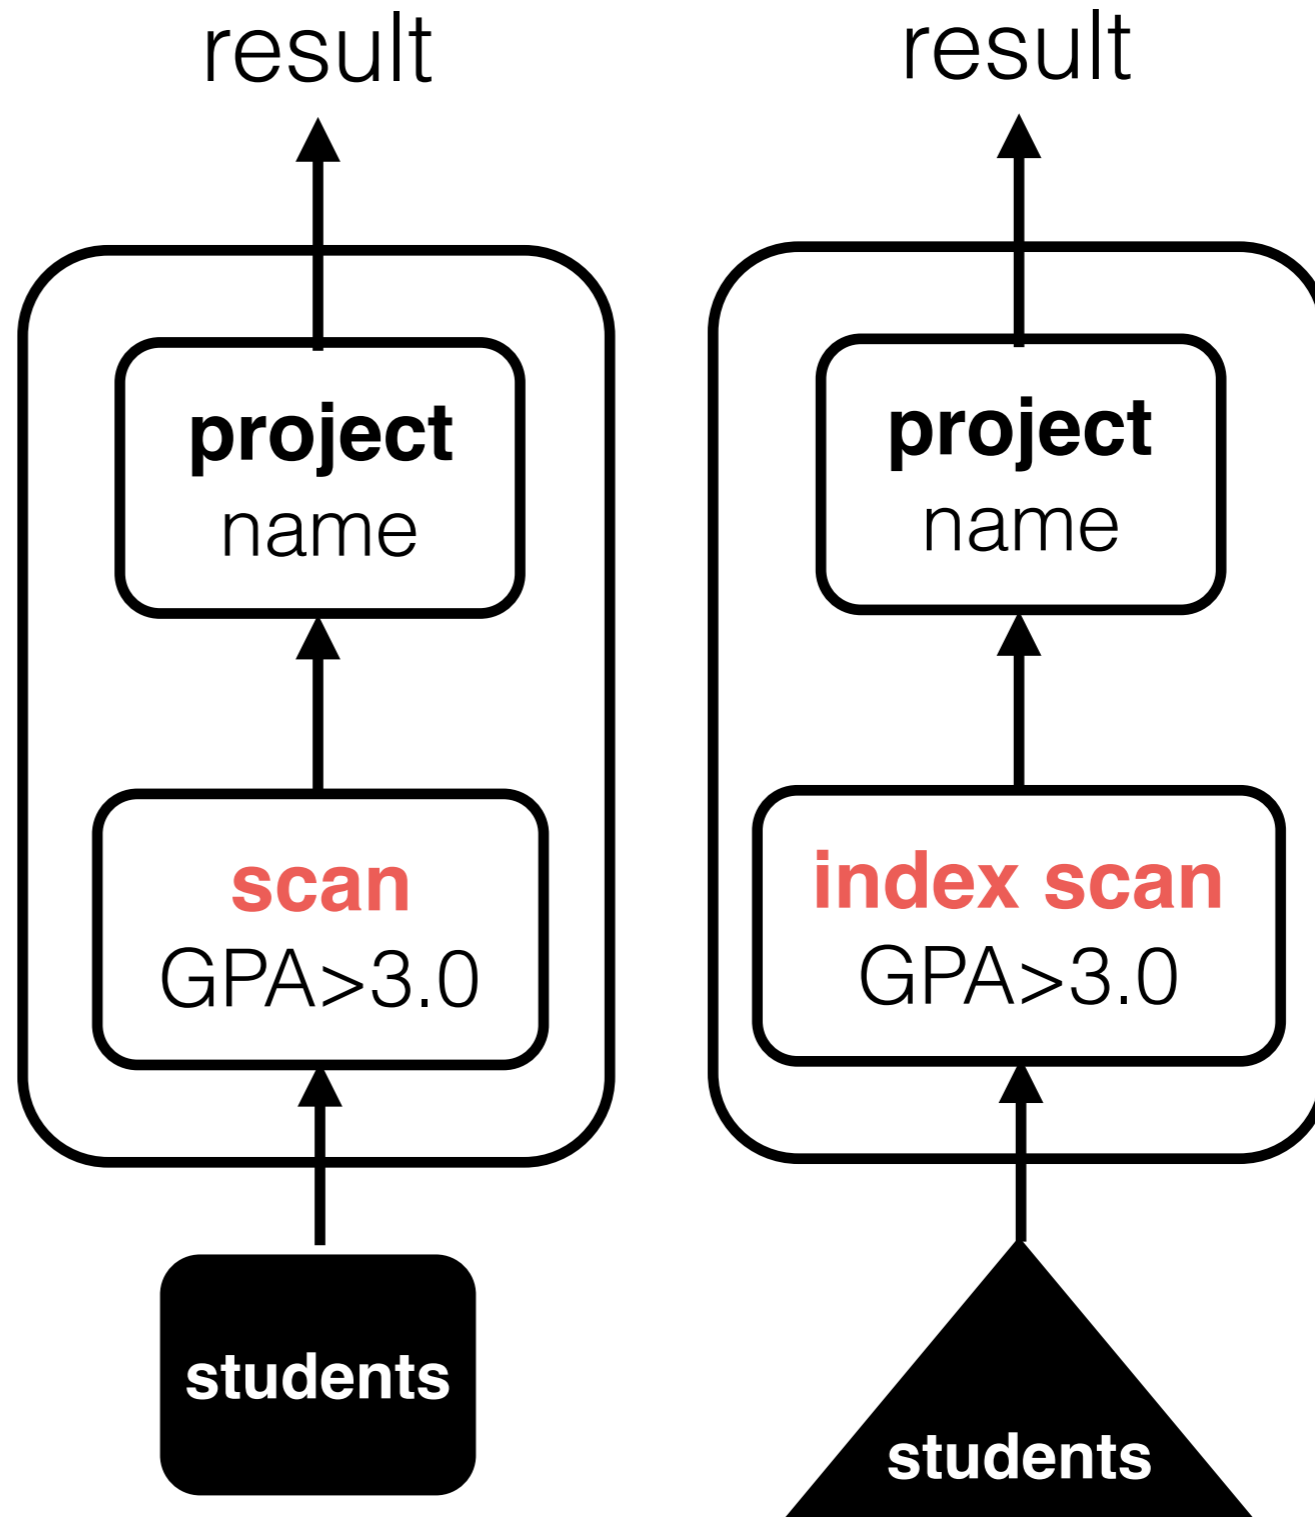 result
project
name
scan
GPA>3.0
students
result
project
name
index scan
GPA>3.0
students